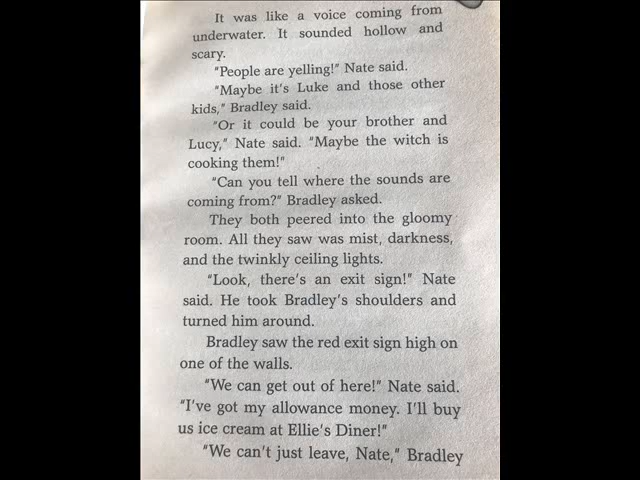 It was like a voice coming from
underwater. It sounded hollow and
scary.
"People are yelling!" Nate said.
"Maybe it's Luke and those other
kids," Bradley said.
"Or it could be your brother and
Lucy," Nate said. "Maybe the witch is
cooking them!"
"Can you tell where the sounds are
coming from?" Bradley asked.
They both peered into the gloomy
room. All they saw was mist, darkness,
and the twinkly ceiling lights.
"Look, there's an exit sign!" Nate
said. He took Bradley's shoulders and
turned him around.
Bradley saw the red exit sign high on
one of the walls.
"We can get out of here!" Nate said.
"I've got my allowance money. I'll buy
us ice cream at Ellie's Diner!"
"We can't just leave, Nate," Bradley